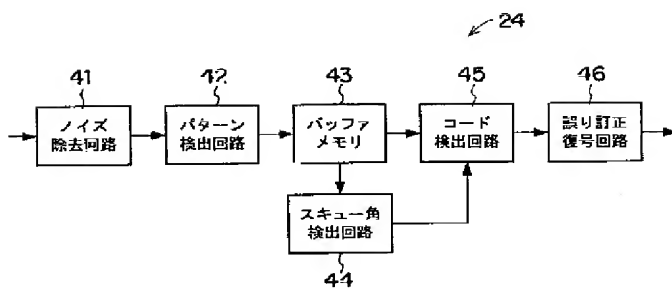 24
41
42
43
45
46
ノイズ
除去回路
パターン
検出回路
バッファ
メモリ
コード
検出回路
誤り訂正
復号回路
スキュー角
検出回路
44